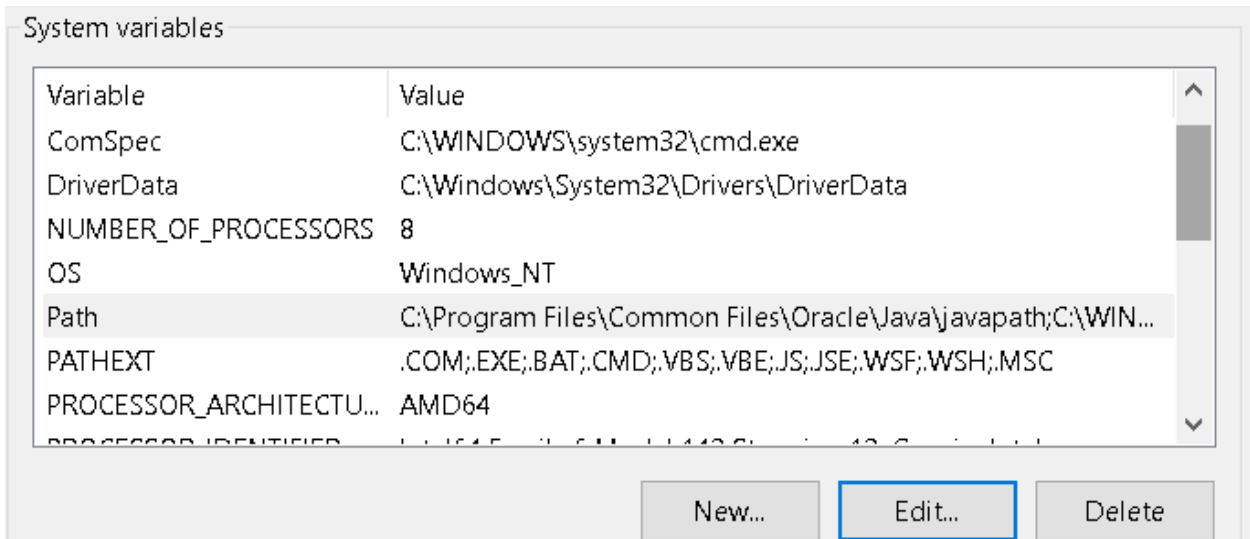 System variables
Variable Value
ComSpec C:\WINDOWS\system32\cmd.exe
DriverData C:\Windows\System32\Drivers\DriverData
NUMBER_OF_PROCESSORS 8
OS Windows_NT
Path C:\Program Files\Common Files\Oracle\Java\javapath;C:\WIN...
PATHEXT .COM;.EXE;.BAT;.CMD;.VBS;.VBE;.JS;.JSE;.WSF;.WSH;.MSC
PROCESSOR_ARCHITECTU... AMD64
New... Edit... Delete